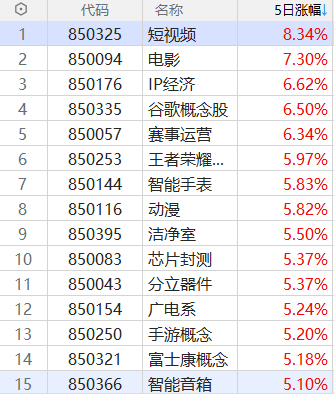 代码 名称 5日涨幅↓
1 850325 短视频 8.34%
2 850094 电影 7.30%
3 850176 IP经济 6.62%
4 850335 谷歌概念股 6.50%
5 850057 赛事运营 6.34%
6 850253 王者荣耀... 5.97%
7 850144 智能手表 5.83%
8 850116 动漫 5.82%
9 850395 洁净室 5.50%
10 850083 芯片封测 5.37%
11 850043 分立器件 5.37%
12 850154 广电系 5.24%
13 850250 手游概念 5.20%
14 850321 富士康概念 5.18%
15 850366 智能音箱 5.10%